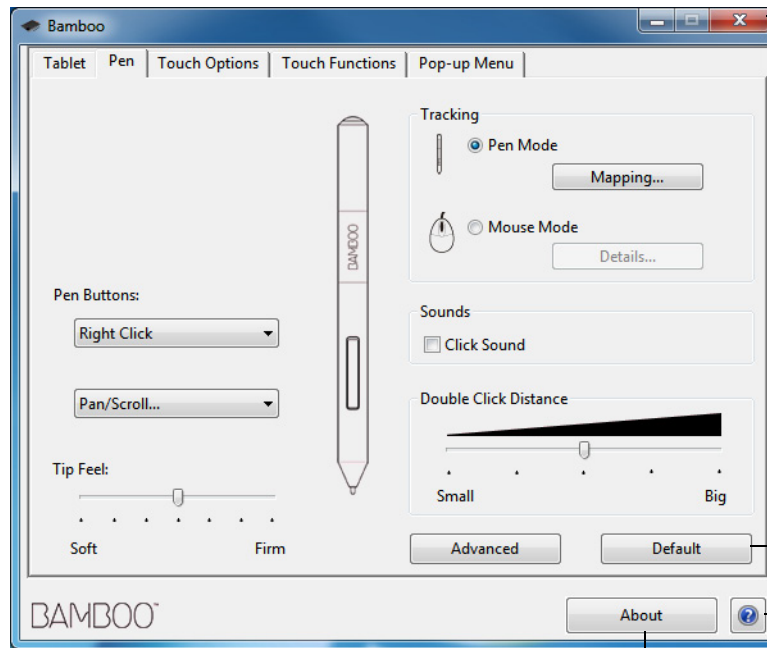 Bamboo
Tablet Pen Touch Options Touch Functions Pop-up Menu
Tracking
Pen Mode
Mapping...
BAMBOO
Mouse Mode
Details...
Pen Buttons:
Right Click
Sounds
Click Sound
Pan/Scroll...
Double Click Distance
Tip Feel:
Small Big
Soft Firm
Advanced Default
BAMBOO™
About
?